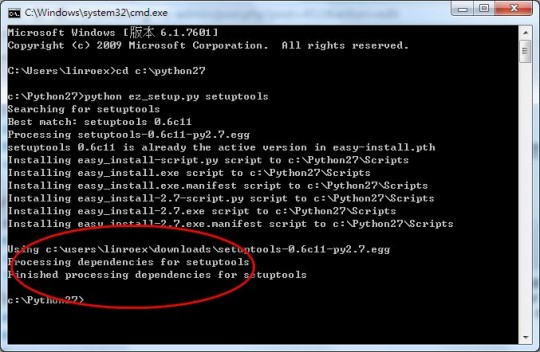 C:\Windows\system32\cmd.exe
Microsoft Windows [版本 6.1.7601]
Copyright (c) 2009 Microsoft Corporation.  All rights reserved.
C:\Users\linroex>cd c:\python27
c:\Python27>python ez_setup.py setuptools
Searching for setuptools
Best match: setuptools 0.6c11
Processing setuptools-0.6c11-py2.7.egg
setuptools 0.6c11 is already the active version in easy-install.pth
Installing easy_install-script.py script to c:\Python27\Scripts
Installing easy_install.exe script to c:\Python27\Scripts
Installing easy_install.exe.manifest script to c:\Python27\Scripts
Installing easy_install-2.7-script.py script to c:\Python27\Scripts
Installing easy_install-2.7.exe script to c:\Python27\Scripts
Installing easy_install-2.7.exe.manifest script to c:\Python27\Scripts
Using c:\users\linroex\downloads\setuptools-0.6c11-py2.7.egg
Processing dependencies for setuptools
Finished processing dependencies for setuptools
c:\Python27>